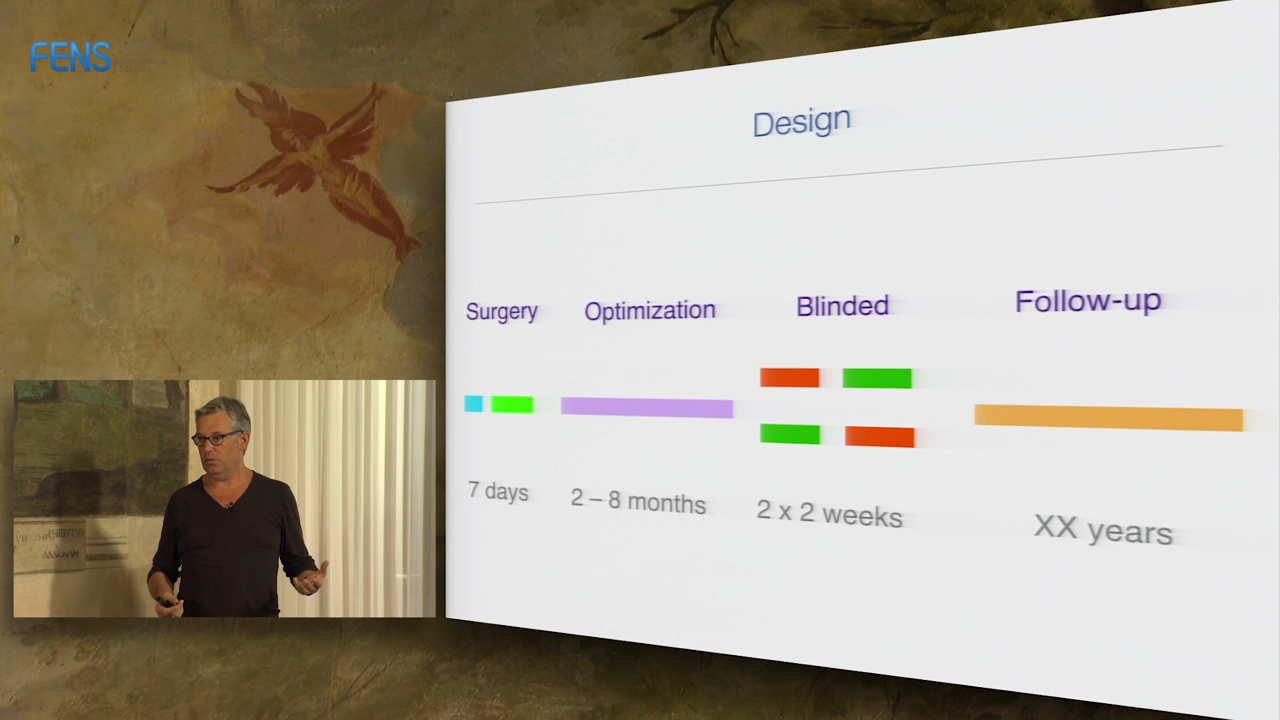 FENS
Design
Surgery
Optimization
Blinded
Follow-up
7 days
2 – 8 months
2 x 2 weeks
XX years